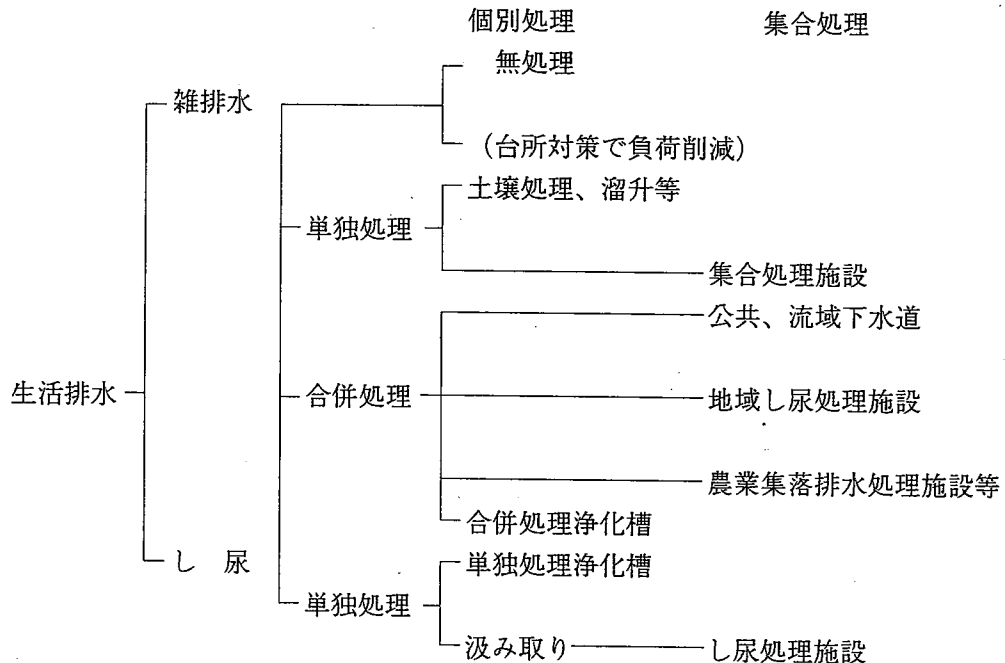 個別処理 集合処理
無処理
雑排水
（台所対策で負荷削減）
土壌処理、溜升等
単独処理
集合処理施設
公共、流域下水道
生活排水 合併処理 地域し尿処理施設
農業集落排水処理施設等
合併処理浄化槽
し 尿 単独処理浄化槽
単独処理
汲み取り し尿処理施設